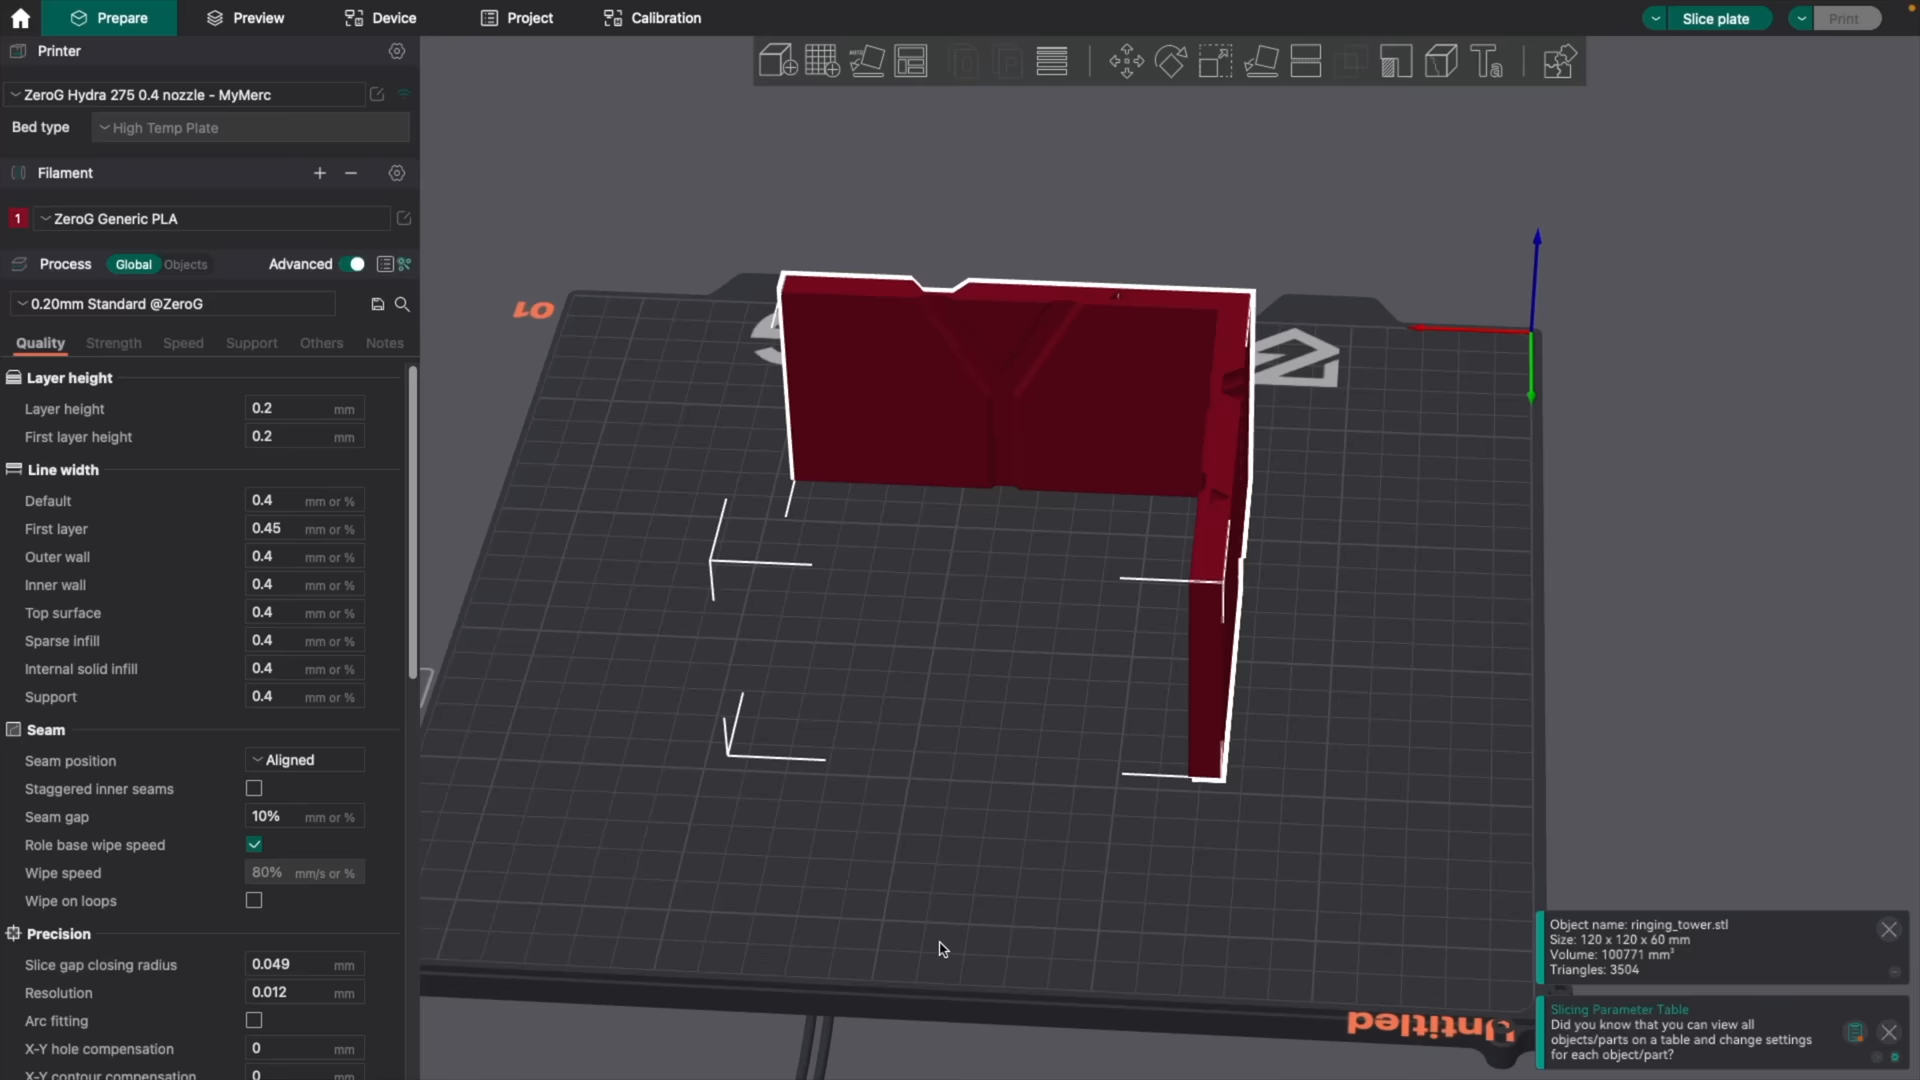 Prepare
Preview
Device
Project
Calibration
Slice plate
Print
Printer
ZeroG Hydra 275 0.4 nozzle - MyMerc
Bed type
High Temp Plate
Filament
1
ZeroG Generic PLA
Process
Global
Objects
Advanced
0.20mm Standard @ZeroG
Quality
Strength
Speed
Support
Others
Notes
Layer height
Layer height 0.2 mm
First layer height 0.2 mm
Line width
Default 0.4 mm or %
First layer 0.45 mm or %
Outer wall 0.4 mm or %
Inner wall 0.4 mm or %
Top surface 0.4 mm or %
Sparse infill 0.4 mm or %
Internal solid infill 0.4 mm or %
Support 0.4 mm or %
Seam
Seam position Aligned
Staggered inner seams
Seam gap 10% mm or %
Role base wipe speed
Wipe speed 80% mm/s or %
Wipe on loops
Precision
Slice gap closing radius 0.049 mm
Resolution 0.012 mm
Arc fitting
X-Y hole compensation 0 mm
X-Y contour compensation 0 mm
01
Untitled
Object name: ringing_tower.stl
Size: 120 x 120 x 60 mm
Volume: 100771 mm³
Triangles: 3504
Slicing Parameter Table
Did you know that you can view all
objects/parts on a table and change settings
for each object/part?